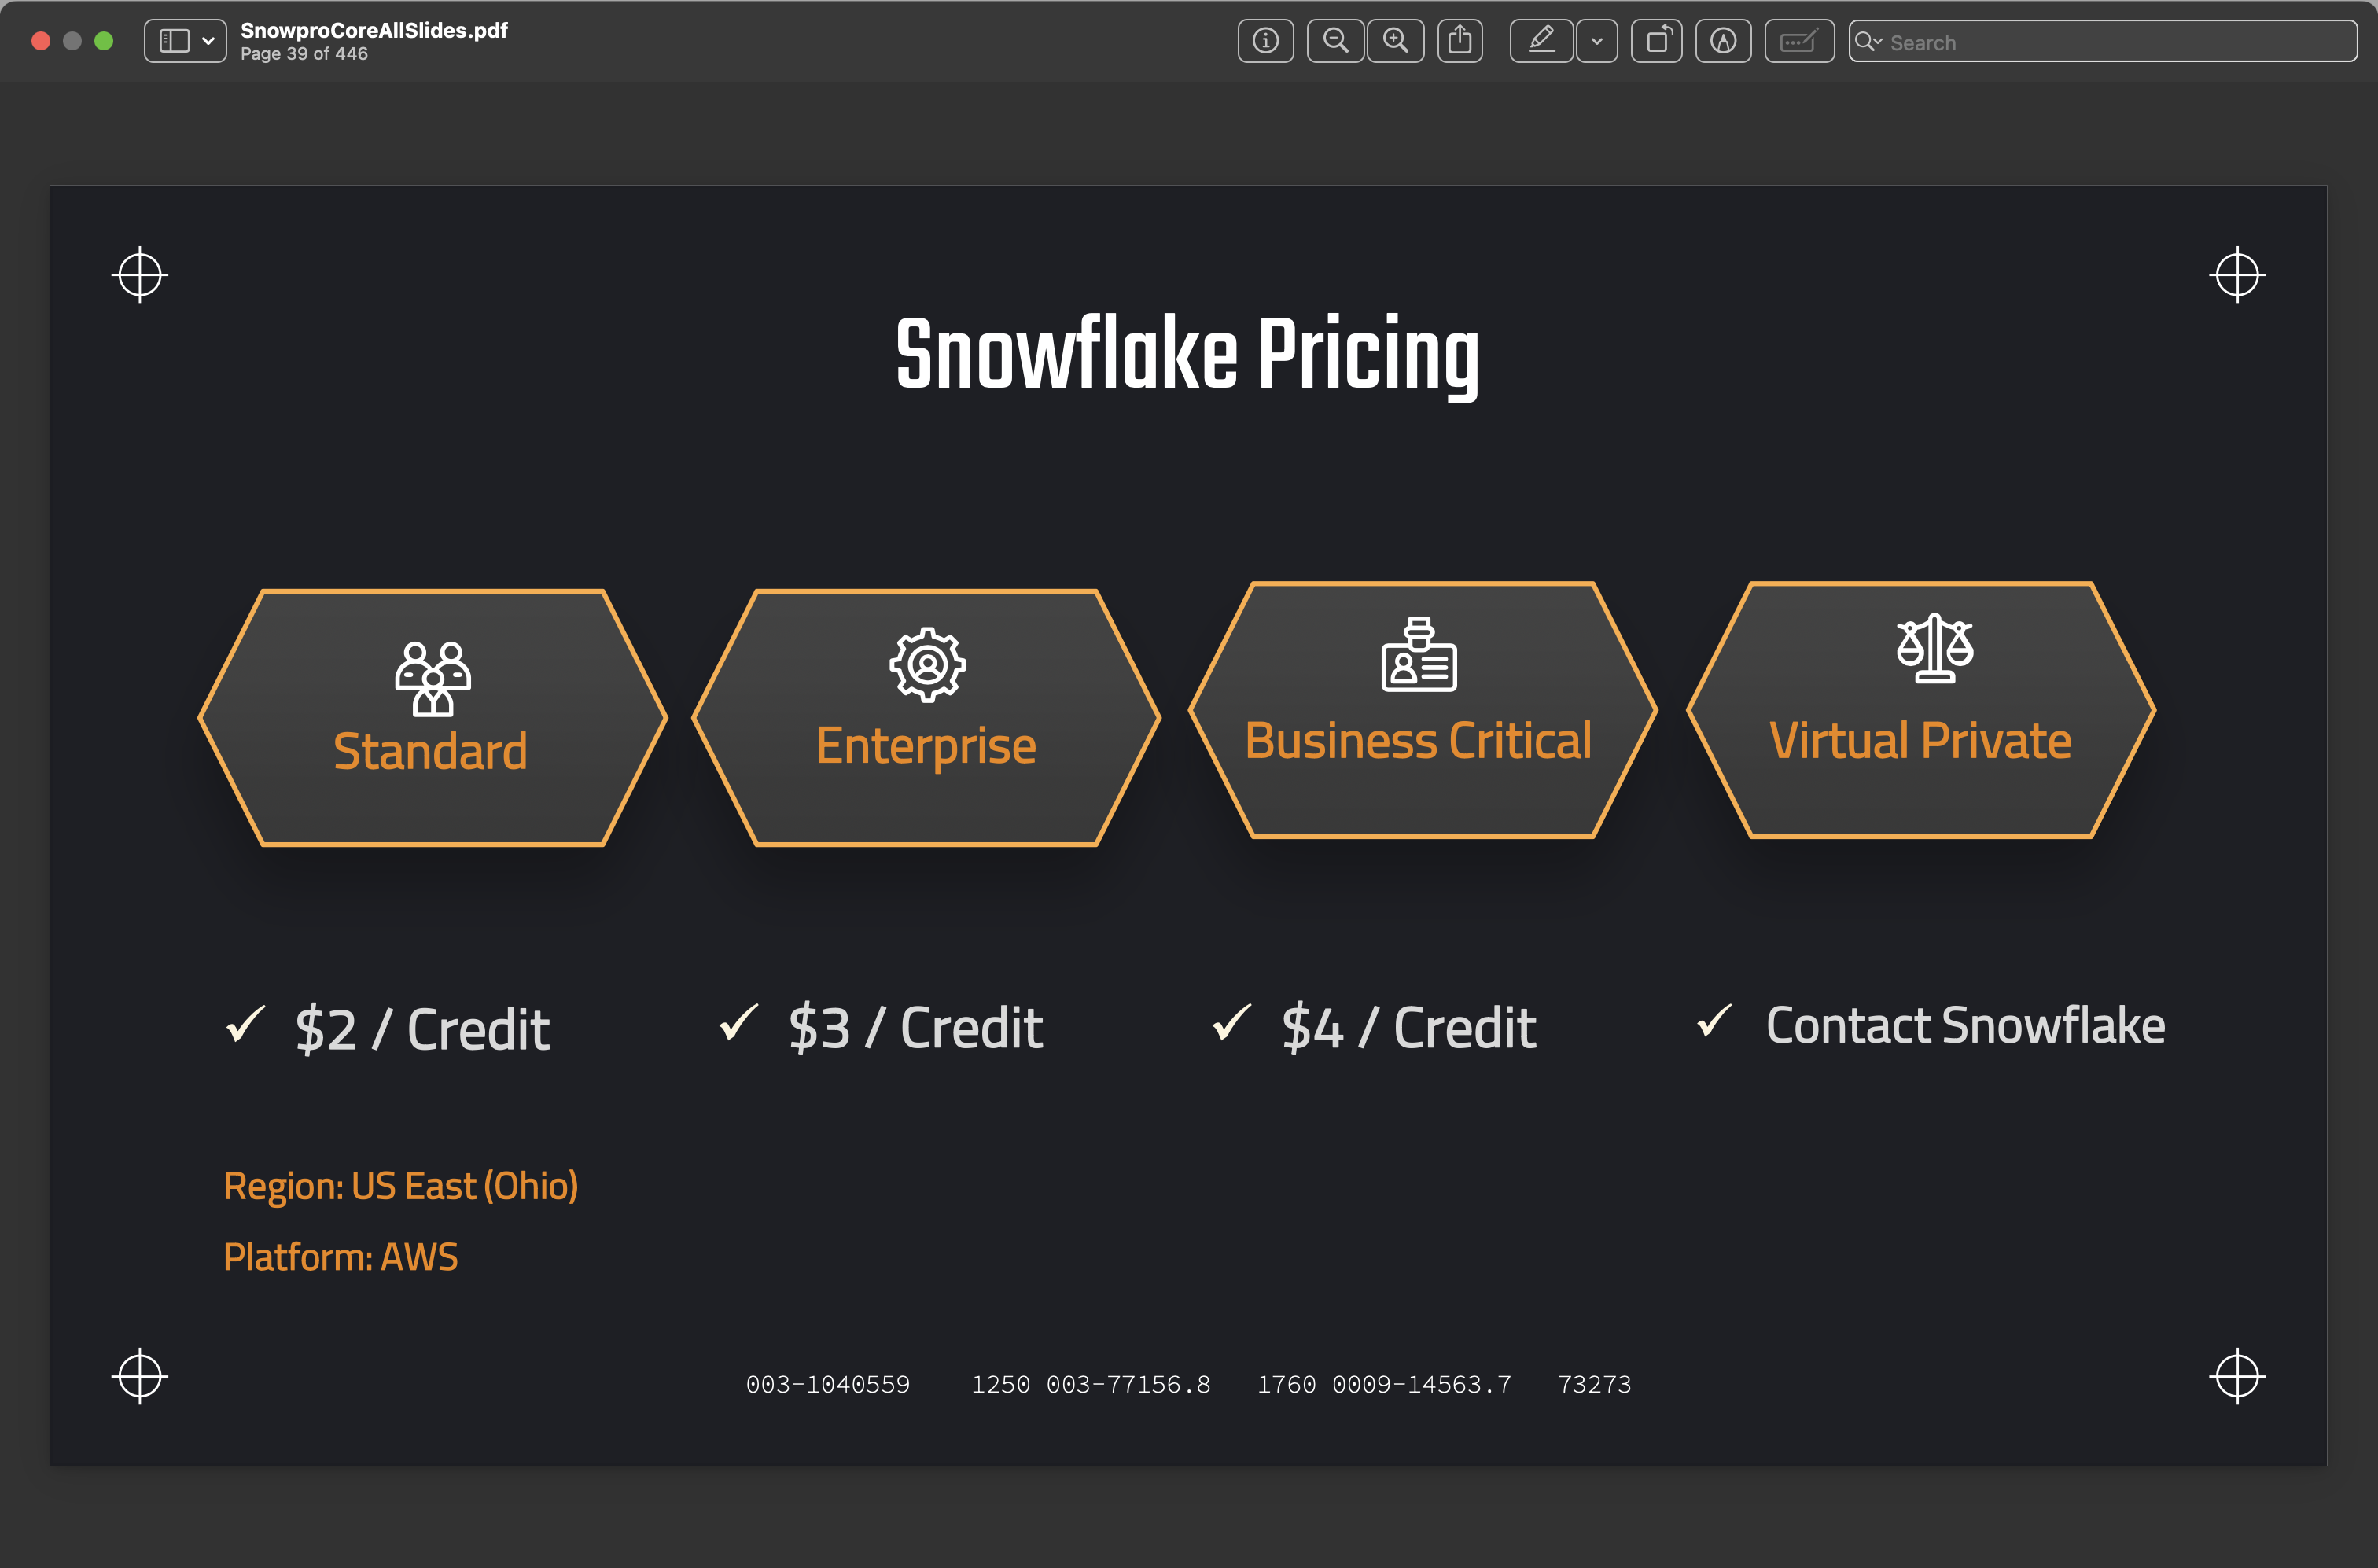 SnowproCoreAllSlides.pdf
Page 39 of 446
Search
Snowflake Pricing
Standard
Enterprise
Business Critical
Virtual Private
$2 / Credit
$3 / Credit
$4 / Credit
Contact Snowflake
Region: US East (Ohio)
Platform: AWS
003-1040559 1250 003-77156.8 1760 0009-14563.7 73273